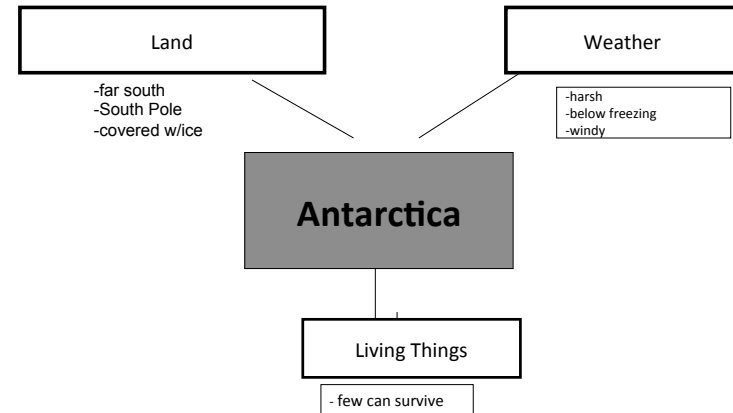 Land
-far south
-South Pole
-covered w/ice
Weather
-harsh
-below freezing
-windy
Antarctica
Living Things
- few can survive